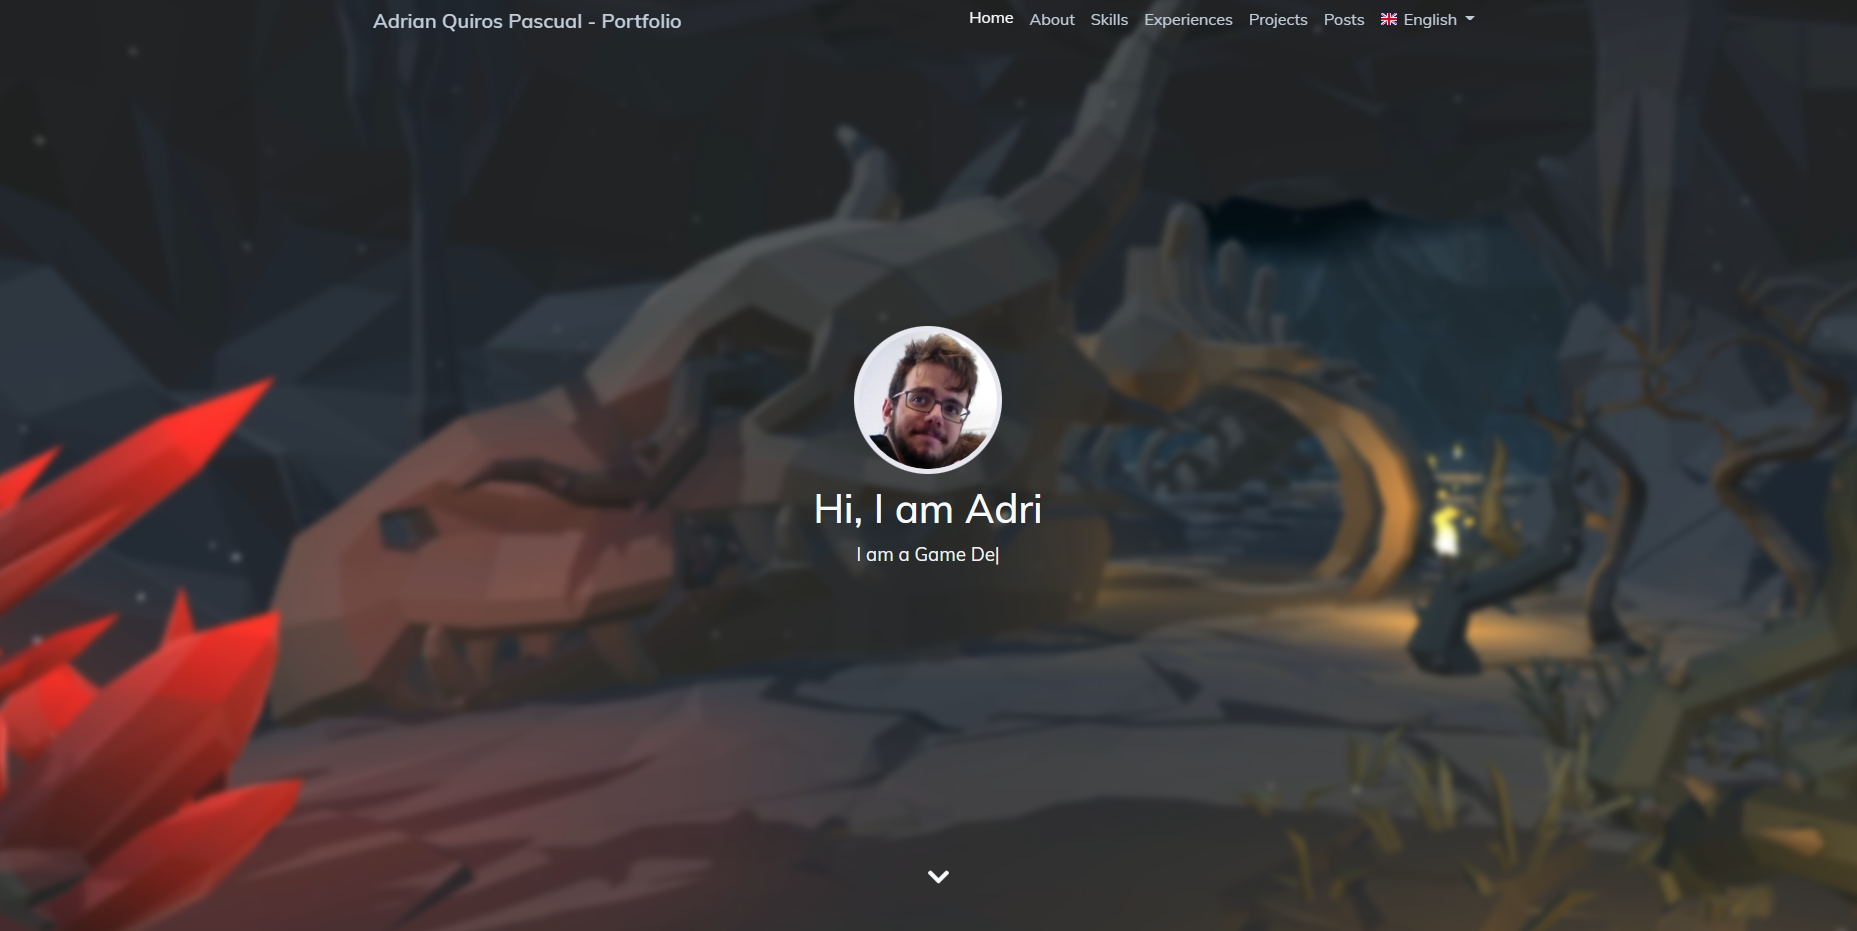 Adrian Quiros Pascual - Portfolio
Home About Skills Experiences Projects Posts English
Hi, I am Adri
I am a Game De|